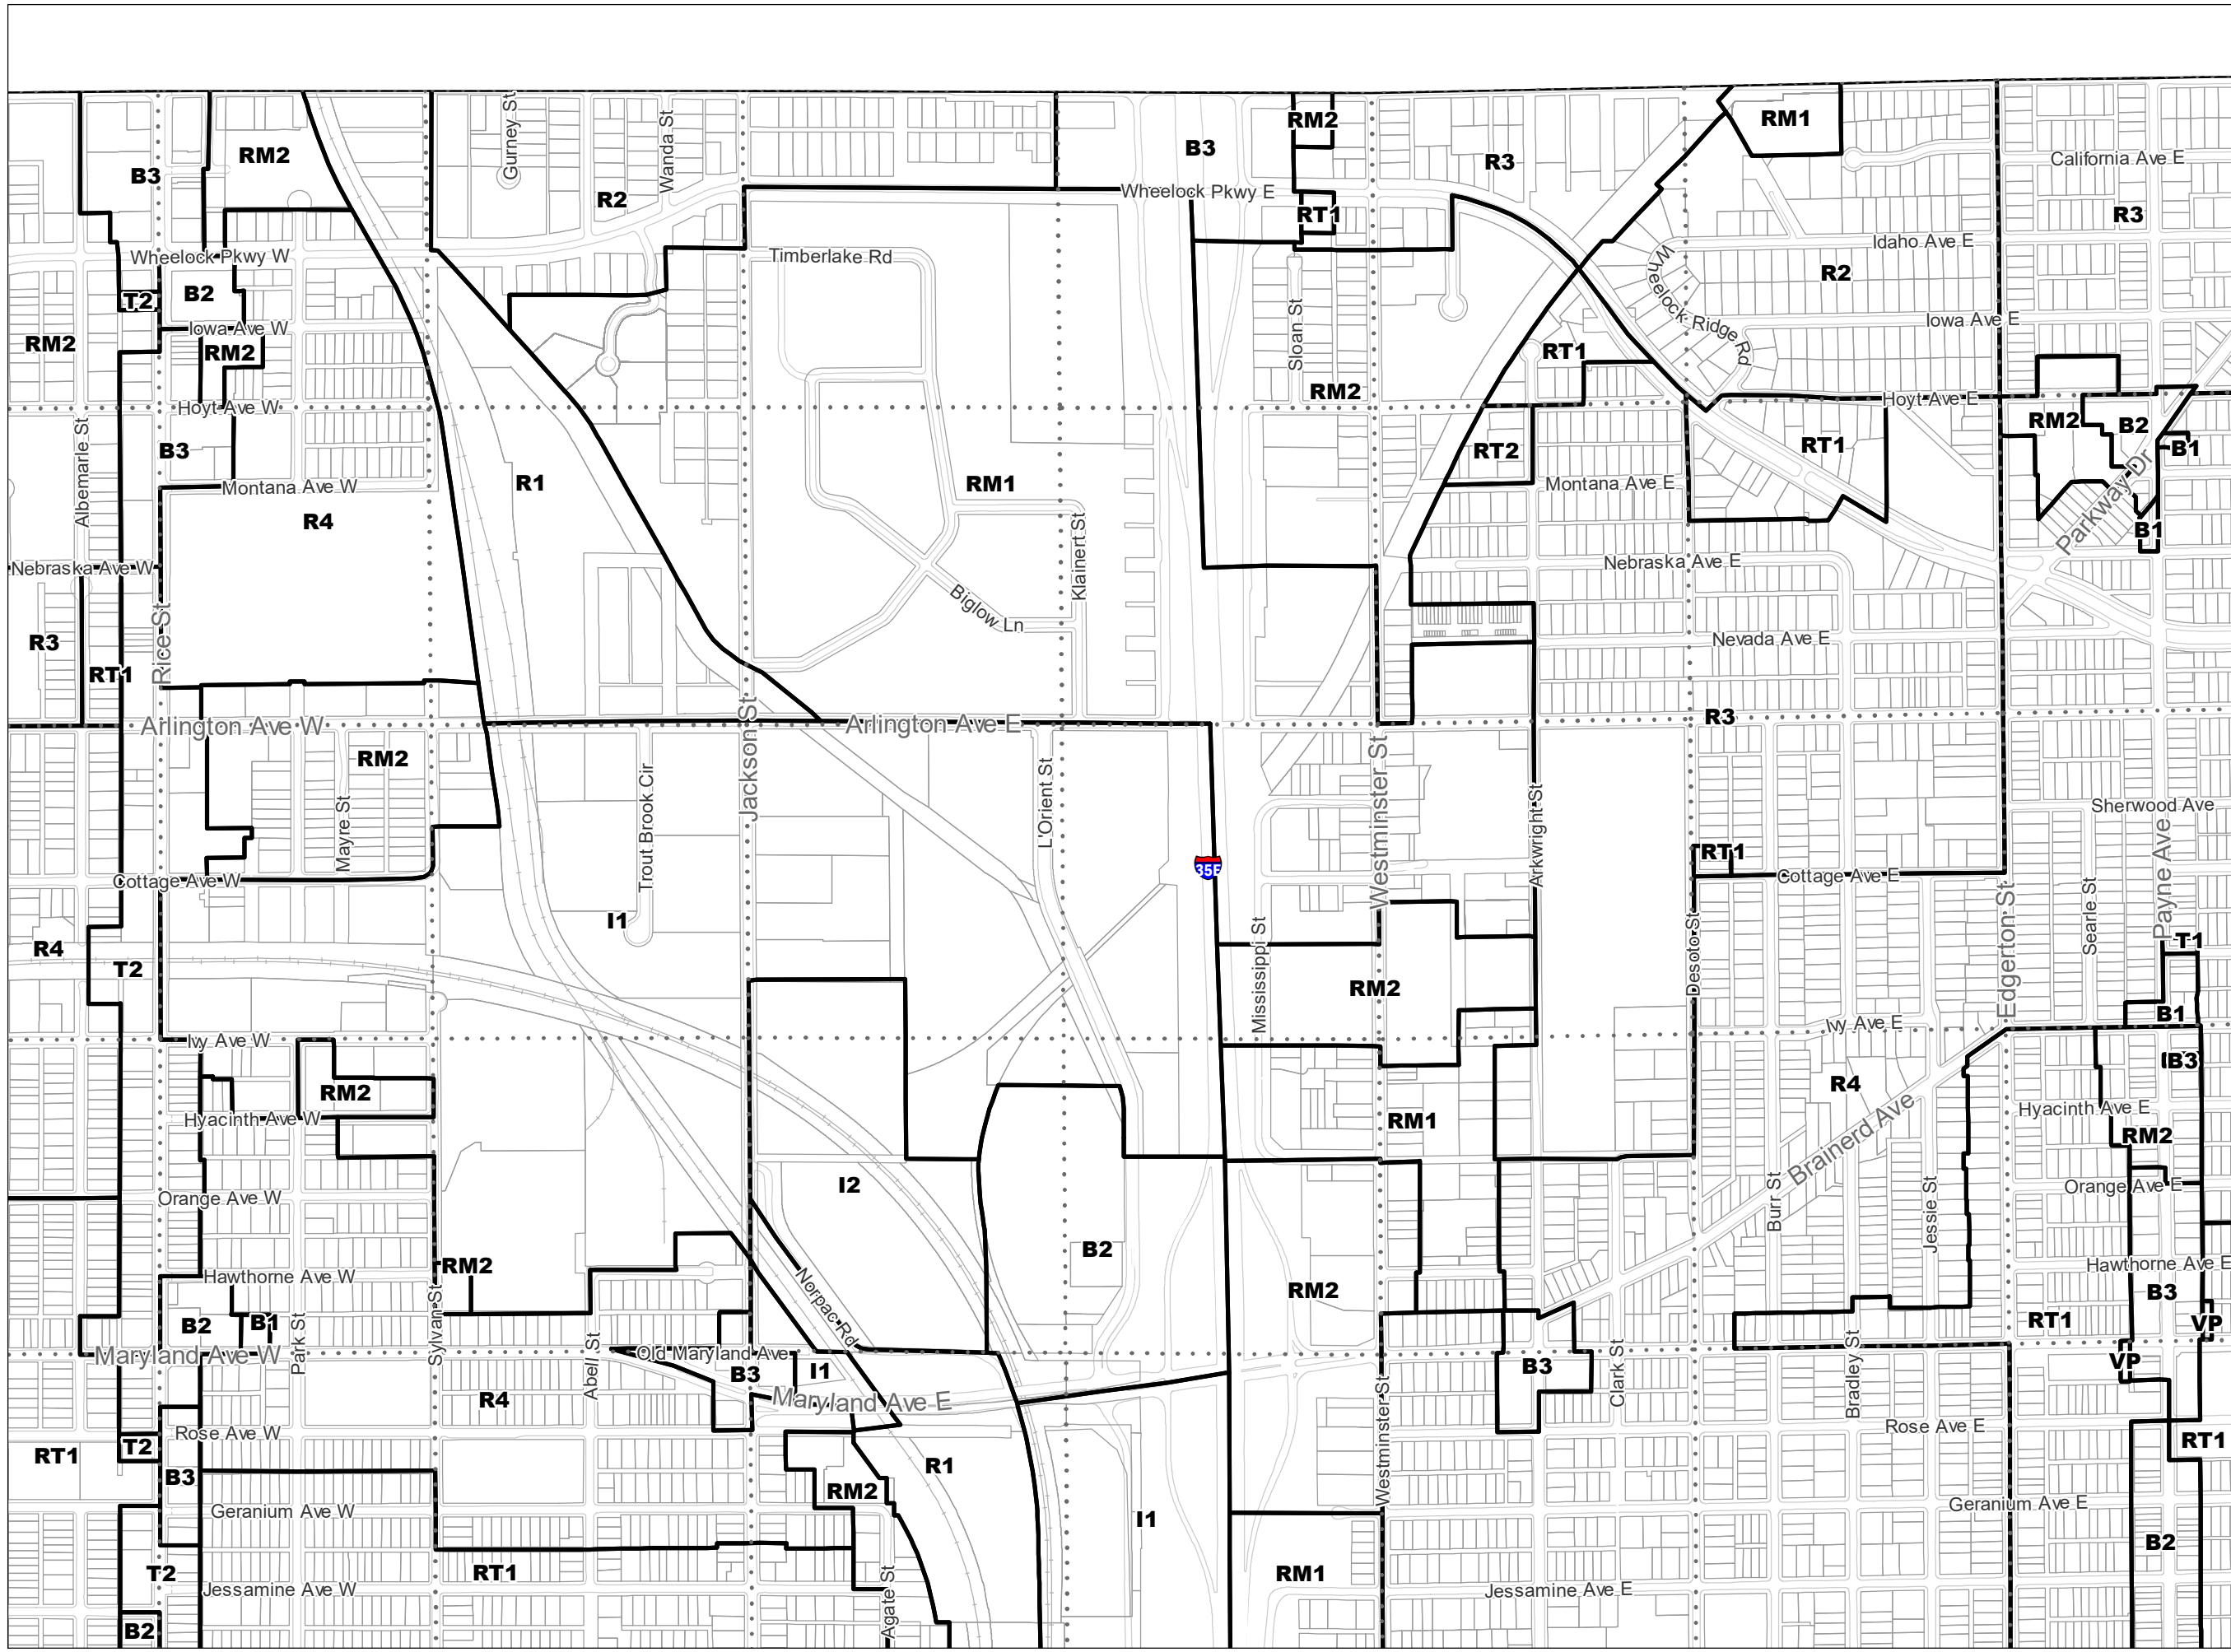 Gurney St
Wanda St
RM2
RM2
RM1
B3
B3
R3
California Ave E
Wheelock Pkwy E
R2
RT1
R3
Wheelock Pkwy W
Timberlake Rd
Idaho Ave E
R2
T2
B2
Wheelock Ridge Rd
Iowa Ave W
Iowa Ave E
RM2
RM2
Sloan St
RT1
RM2
Hoyt Ave W
Hoyt Ave E
RM2
B2
B3
Albemarle St
RT2
RT1
B1
Parkway Dr
R1
RM1
Montana Ave W
Montana Ave E
R4
B1
Klainert St
Nebraska Ave W
Nebraska Ave E
Biglow Ln
R3
Rice St
Nevada Ave E
RT1
R3
Arlington Ave W
Jackson St
Arlington Ave E
RM2
Westminster St
Mayre St
Trout Brook Cir
L'Orient St
Arkwright St
Sherwood Ave
Payne Ave
35E
RT1
Cottage Ave W
Cottage Ave E
I1
Searle St
Edgerton St
R4
T2
Mississippi St
RM2
Desoto St
T1
B1
Ivy Ave W
Ivy Ave E
B3
RM2
R4
Hyacinth Ave W
RM1
Hyacinth Ave E
RM2
Brainerd Ave
I2
Orange Ave W
Orange Ave E
Burr St
Jessie St
RM2
B2
Hawthorne Ave W
Hawthorne Ave E
RM2
B3
Norpac Rd
B2
B1
Park St
Sylvan St
RT1
VP
Maryland Ave W
Abell St
Old Maryland Ave
B3
I1
B3
Clark St
Bradley St
VP
R4
Maryland Ave E
Westminster St
Rose Ave W
Rose Ave E
RT1
T2
B3
R1
RT1
RM2
Geranium Ave W
Geranium Ave E
I1
B2
T2
RT1
RM1
Jessamine Ave W
Jessamine Ave E
Agate St
B2